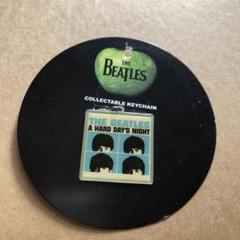 THE
BEATLES
COLLECTABLE KEYCHAIN
THE BEATLES
A HARD DAY'S NIGHT